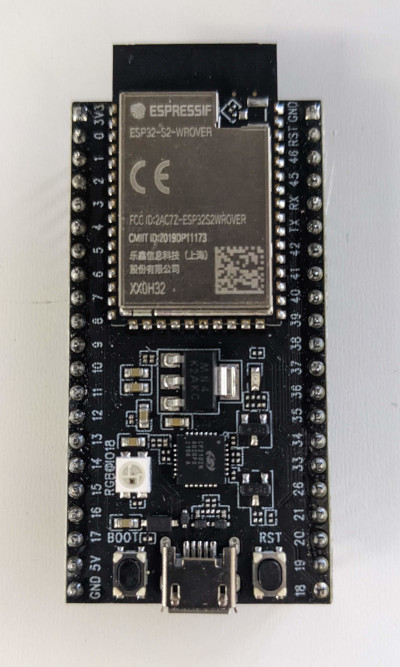 ESPRESSIF
ESP32-S2-WROVER
CE
FCC ID:2AC7Z-ESP32S2WROVER
CMIIT ID:2019DP11173
乐鑫信息科技（上海）
股份有限公司
XX0H32
3V3
0
1
2
3
4
5
6
7
8
9
10
11
12
13
14
15
16
17
5V
GND
GND
RST
46
45
RX
TX
42
41
40
39
38
37
36
35
34
33
26
21
20
19
18
RGB@IO18
BOOT
RST